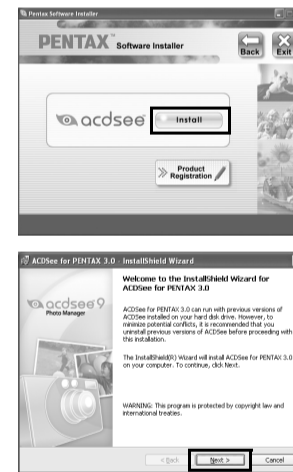 Pentax Software Installer
PENTAX™ Software Installer
Back Exit
acdsee Install
Product
Registration
ACDSee for PENTAX 3.0 - InstallShield Wizard
Welcome to the InstallShield Wizard for
ACDSee for PENTAX 3.0
acdsee 9
Photo Manager
ACDSee for PENTAX 3.0 can run with previous versions of
ACDSee installed on your hard disk drive. However, to
minimize potential conflicts, it is recommended that you
uninstall previous versions of ACDSee before proceeding with
this installation.
The InstallShield(R) Wizard will install ACDSee for PENTAX 3.0
on your computer. To continue, click Next.
WARNING: This program is protected by copyright law and
international treaties.
< Back Next > Cancel